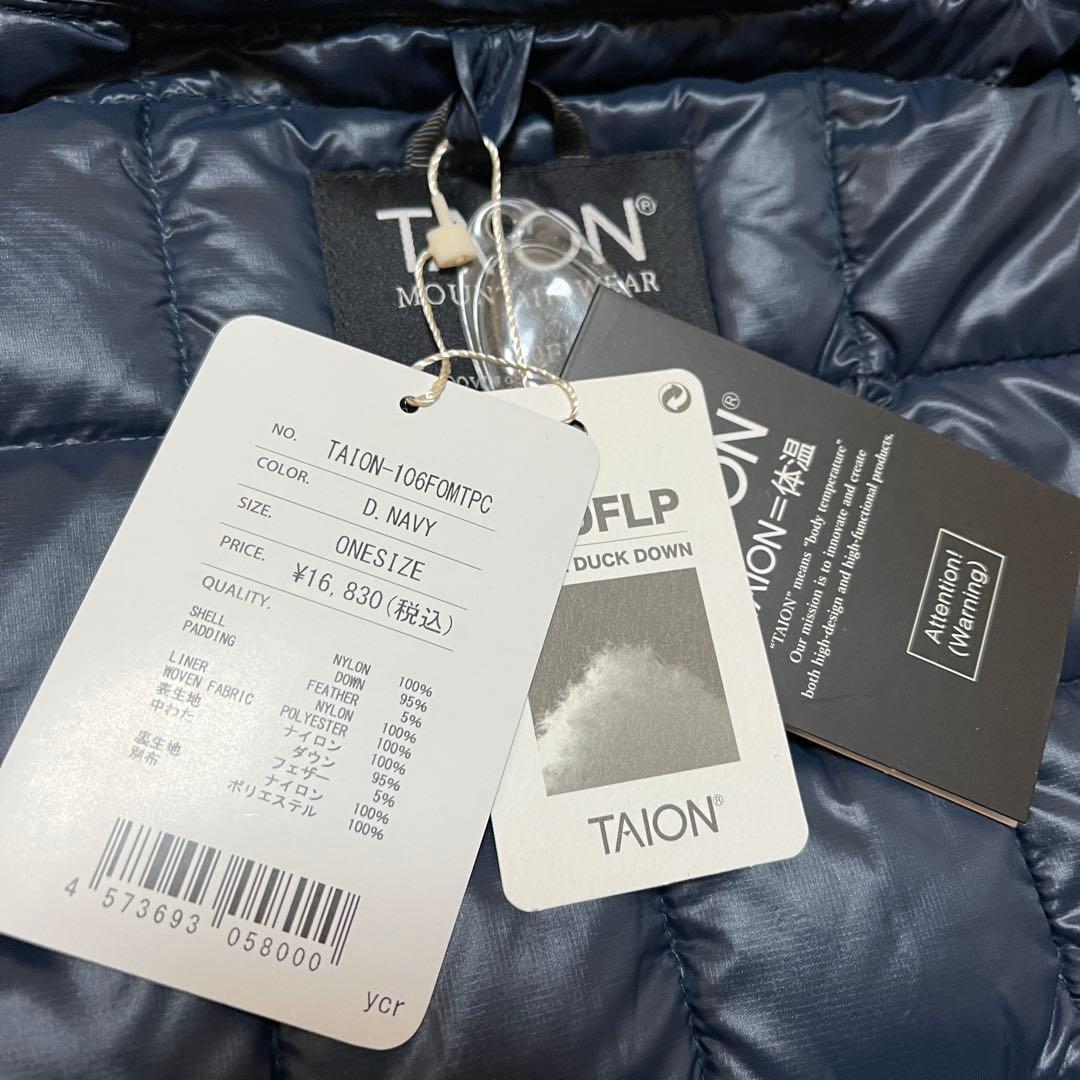 TAION®
MOUNTAIN WEAR
NO. TAION-106FOMTPC
COLOR. D. NAVY
SIZE. ONESIZE
PRICE. ¥16,830(税込)
QUALITY.
SHELL NYLON 100%
PADDING DOWN 95%
FEATHER 5%
LINER NYLON 100%
WOVEN FABRIC POLYESTER 100%
表生地 ナイロン 100%
中わた ダウン 95%
フェザー 5%
裏生地 ナイロン 100%
別布 ポリエステル 100%
4 573693 058000
ycr
FLP
DUCK DOWN
TAION®
ION®
TAION=体温
"TAION" means "body temperature"
Our mission is to innovate and create
both high-design and high-functional products.
Attention!
(Warning)